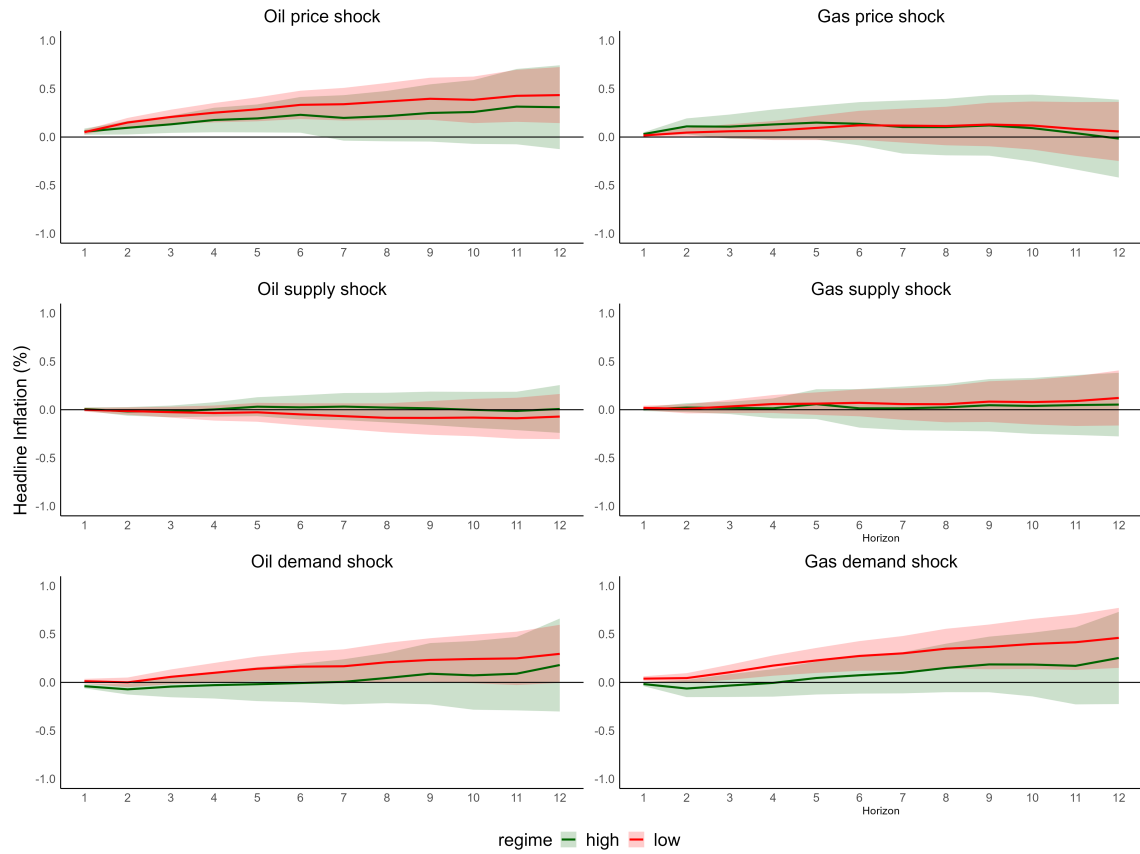 Oil price shock
Gas price shock
1.0
0.5
0.0
-0.5
-1.0
1 2 3 4 5 6 7 8 9 10 11 12
1.0
0.5
0.0
-0.5
-1.0
1 2 3 4 5 6 7 8 9 10 11 12
Headline Inflation (%)
Oil supply shock
Gas supply shock
1.0
0.5
0.0
-0.5
-1.0
1 2 3 4 5 6 7 8 9 10 11 12
1.0
0.5
0.0
-0.5
-1.0
1 2 3 4 5 6 7 8 9 10 11 12
Horizon
Oil demand shock
Gas demand shock
1.0
0.5
0.0
-0.5
-1.0
1 2 3 4 5 6 7 8 9 10 11 12
1.0
0.5
0.0
-0.5
-1.0
1 2 3 4 5 6 7 8 9 10 11 12
Horizon
regime high low